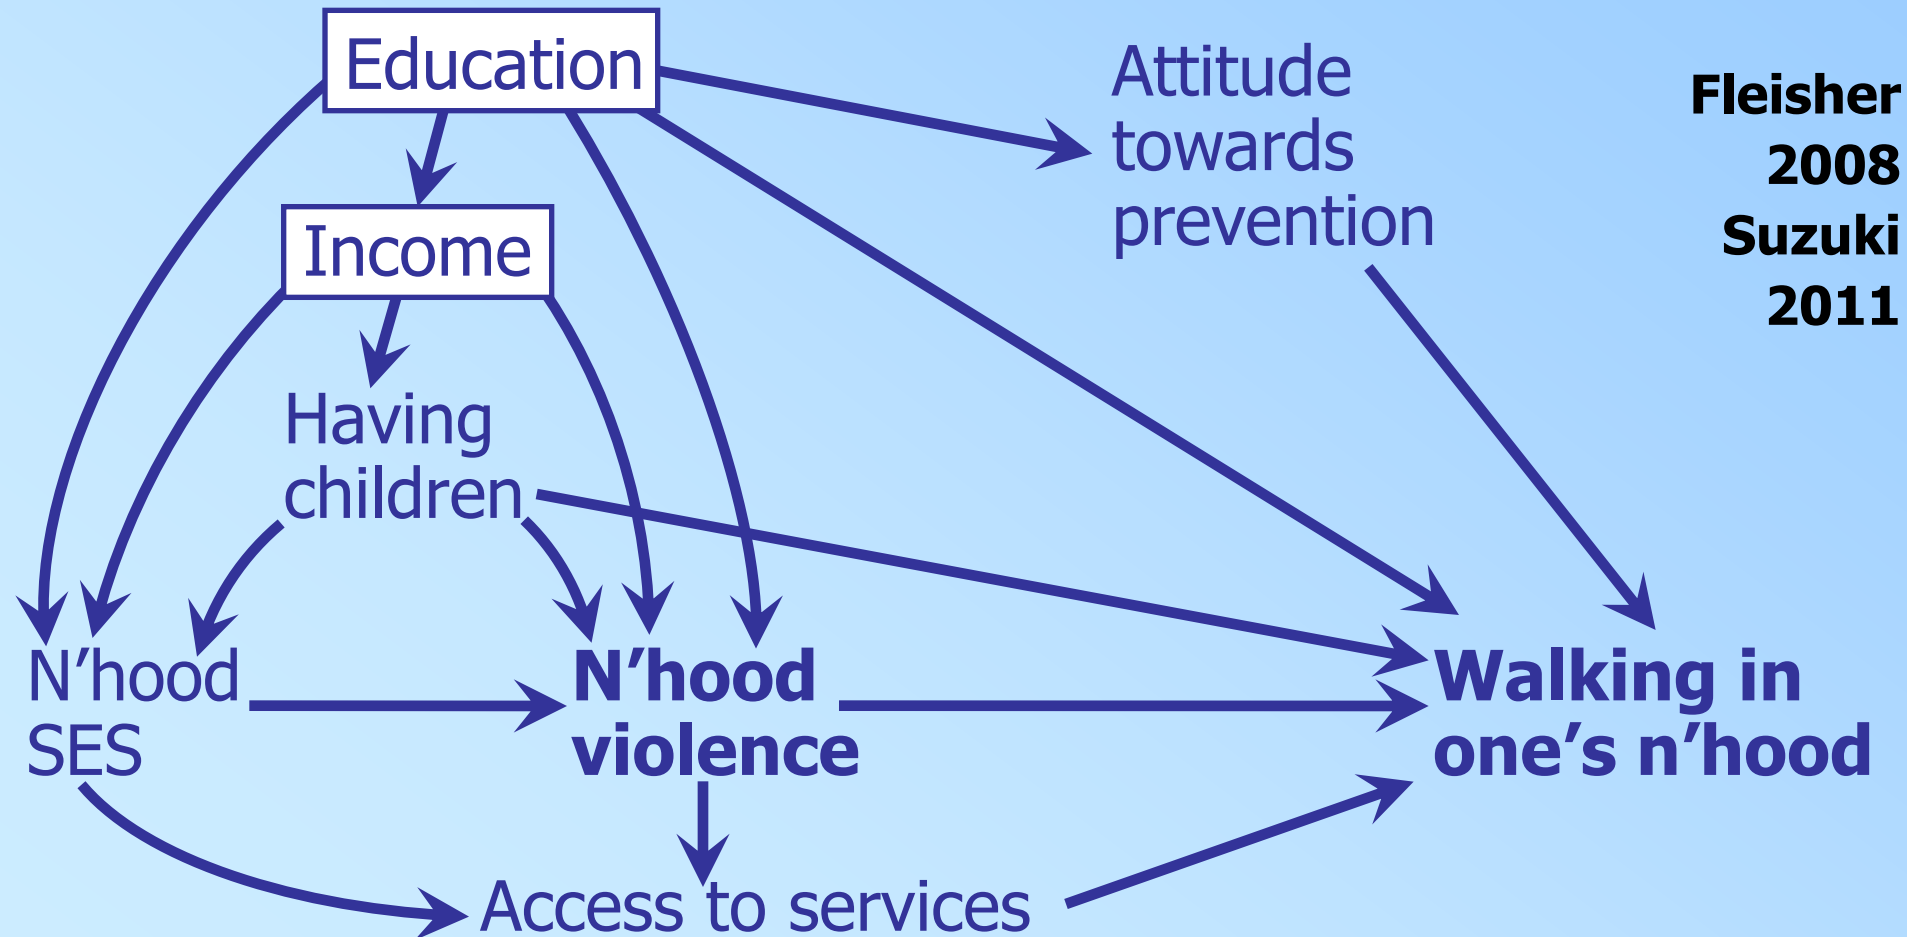 Education
Attitude
towards
prevention
Fleisher
2008
Suzuki
2011
Income
Having
children
N’hood
SES
N’hood
violence
Walking in
one’s n’hood
Access to services